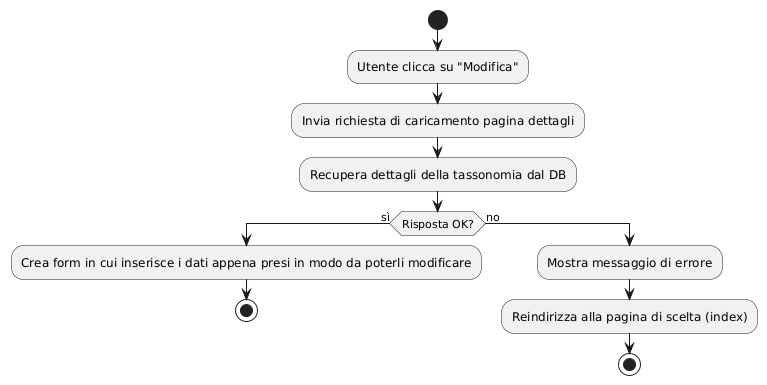 Utente clicca su "Modifica"
Invia richiesta di caricamento pagina dettagli
Recupera dettagli della tassonomia dal DB
sì
Risposta OK?
no
Crea form in cui inserisce i dati appena presi in modo da poterli modificare
Mostra messaggio di errore
Reindirizza alla pagina di scelta (index)